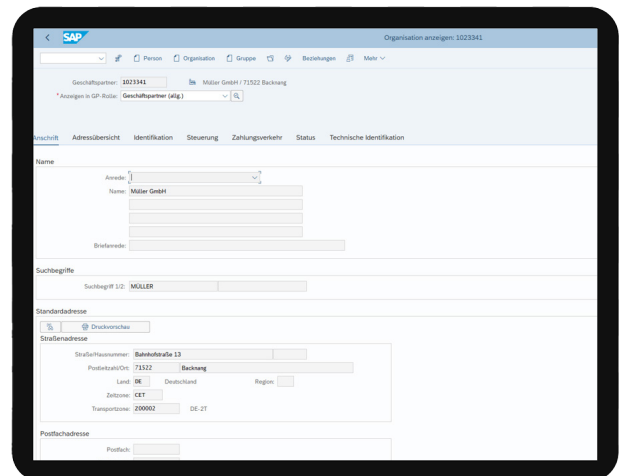 SAP
Organisation anzeigen: 1023341
Person Organisation Gruppe Beziehungen Mehr
Geschäftspartner: 1023341 Müller GmbH / 71522 Backnang
*Anzeigen in GP-Rolle: Geschäftspartner (allg.)
Anschrift Adressübersicht Identifikation Steuerung Zahlungsverkehr Status Technische Identifikation
Name
Anrede:
Name: Müller GmbH
Briefanrede:
Suchbegriffe
Suchbegriff 1/2: MÜLLER
Standardadresse
Druckvorschau
Straßenadresse
Straße/Hausnummer: Bahnhofstraße 13
Postleitzahl/Ort: 71522 Backnang
Land: DE Deutschland Region:
Zeitzone: CET
Transportzone: ZD0002 DE-2T
Postfachadresse
Postfach: